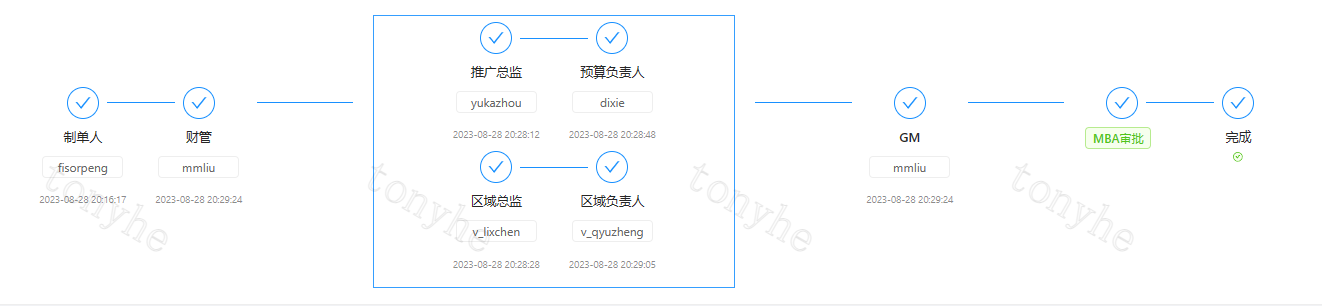 推广总监
预算负责人
yukazhou
dixie
2023-08-28 20:28:12
2023-08-28 20:28:48
制单人
财管
fisorpeng
mmliu
2023-08-28 20:16:17
2023-08-28 20:29:24
区域总监
区域负责人
v_lixchen
v_qyuzheng
2023-08-28 20:28:28
2023-08-28 20:29:05
GM
mmliu
2023-08-28 20:29:24
MBA审批
完成
tonyhe
tonyhe
tonyhe
tonyhe